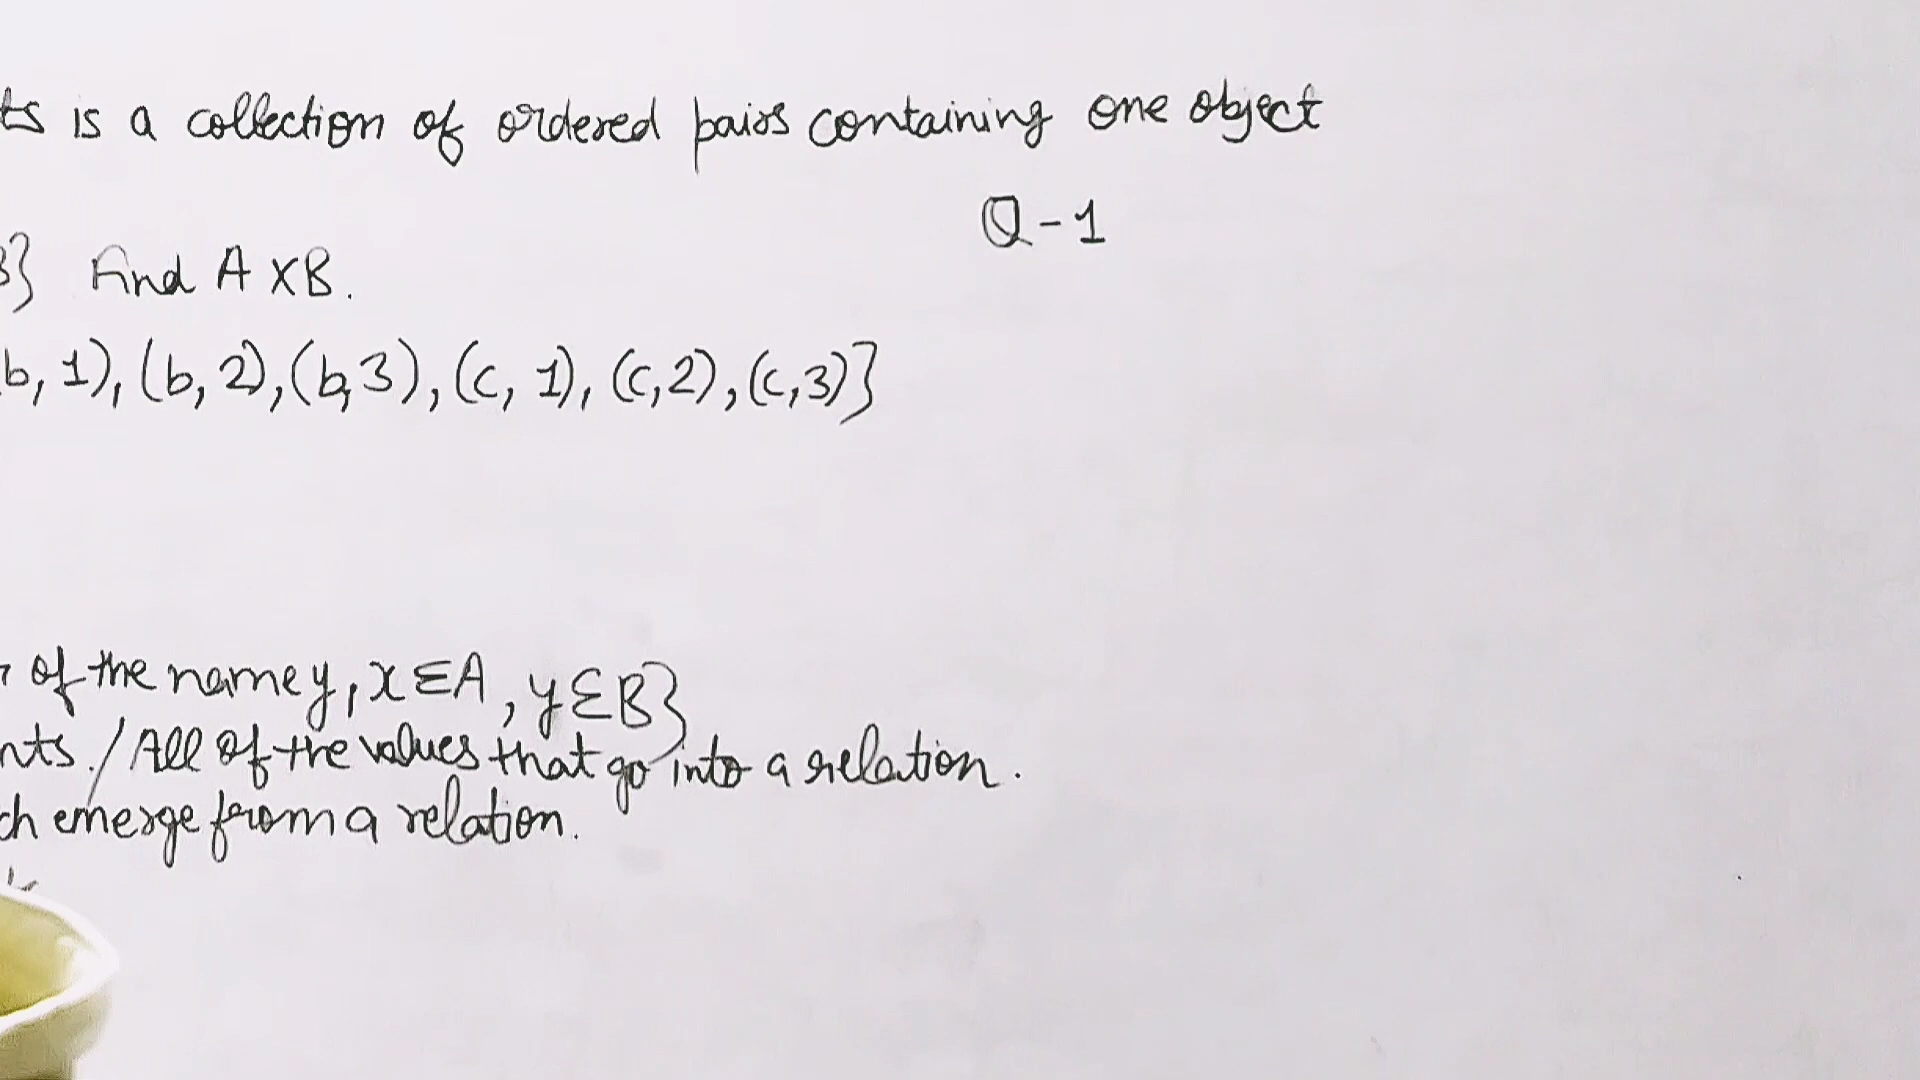 ts is a collection of ordered pairs containing one object
Q-1
3} Find A X B.
b, 1), (b, 2), (b,3), (c, 1), (c,2), (c,3)}
of the name y, x ∈ A, y ∈ B}
nts. / All of the values that go into a relation.
ch emerge from a relation.